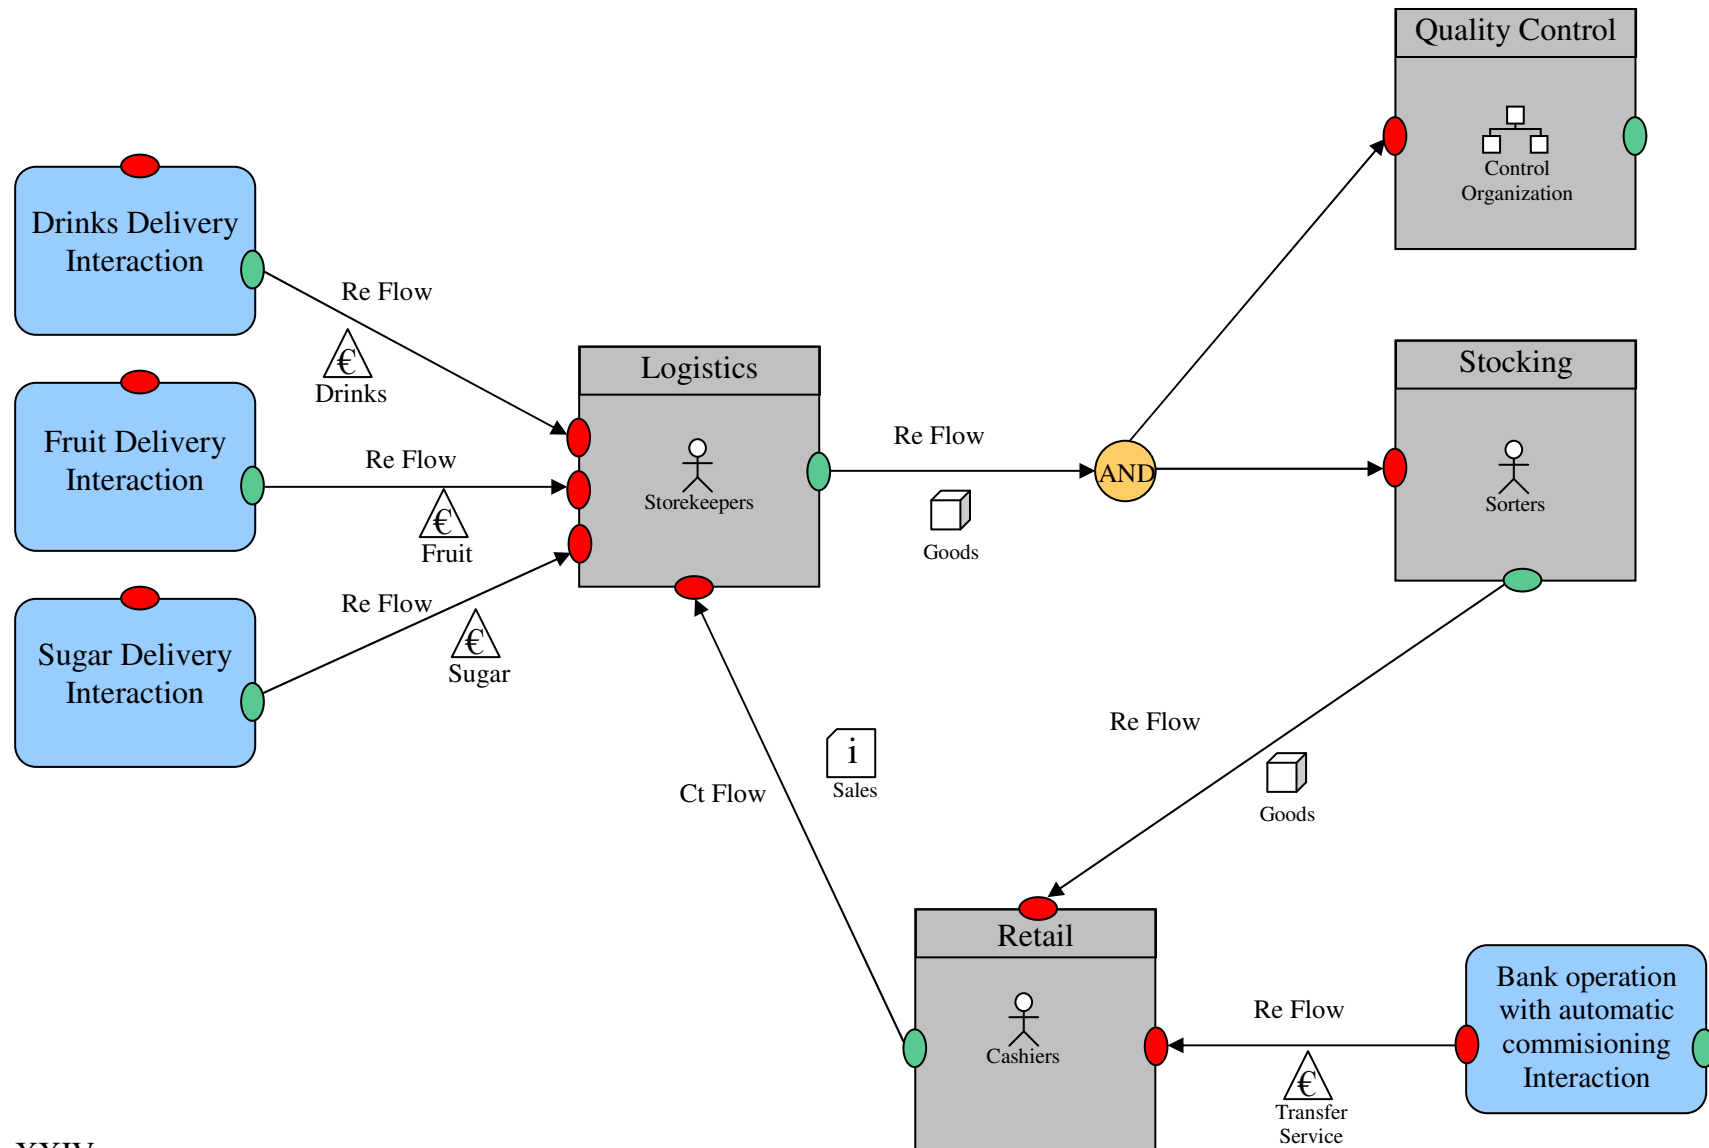 Quality Control
Control
Organization
Drinks Delivery
Interaction
Re Flow
€
Drinks
Logistics
Storekeepers
Stocking
Sorters
Fruit Delivery
Interaction
Re Flow
€
Fruit
Re Flow
AND
Goods
Sugar Delivery
Interaction
Re Flow
€
Sugar
Re Flow
Goods
i
Sales
Ct Flow
Retail
Cashiers
Re Flow
€
Transfer
Service
Bank operation
with automatic
commisioning
Interaction
XXIV